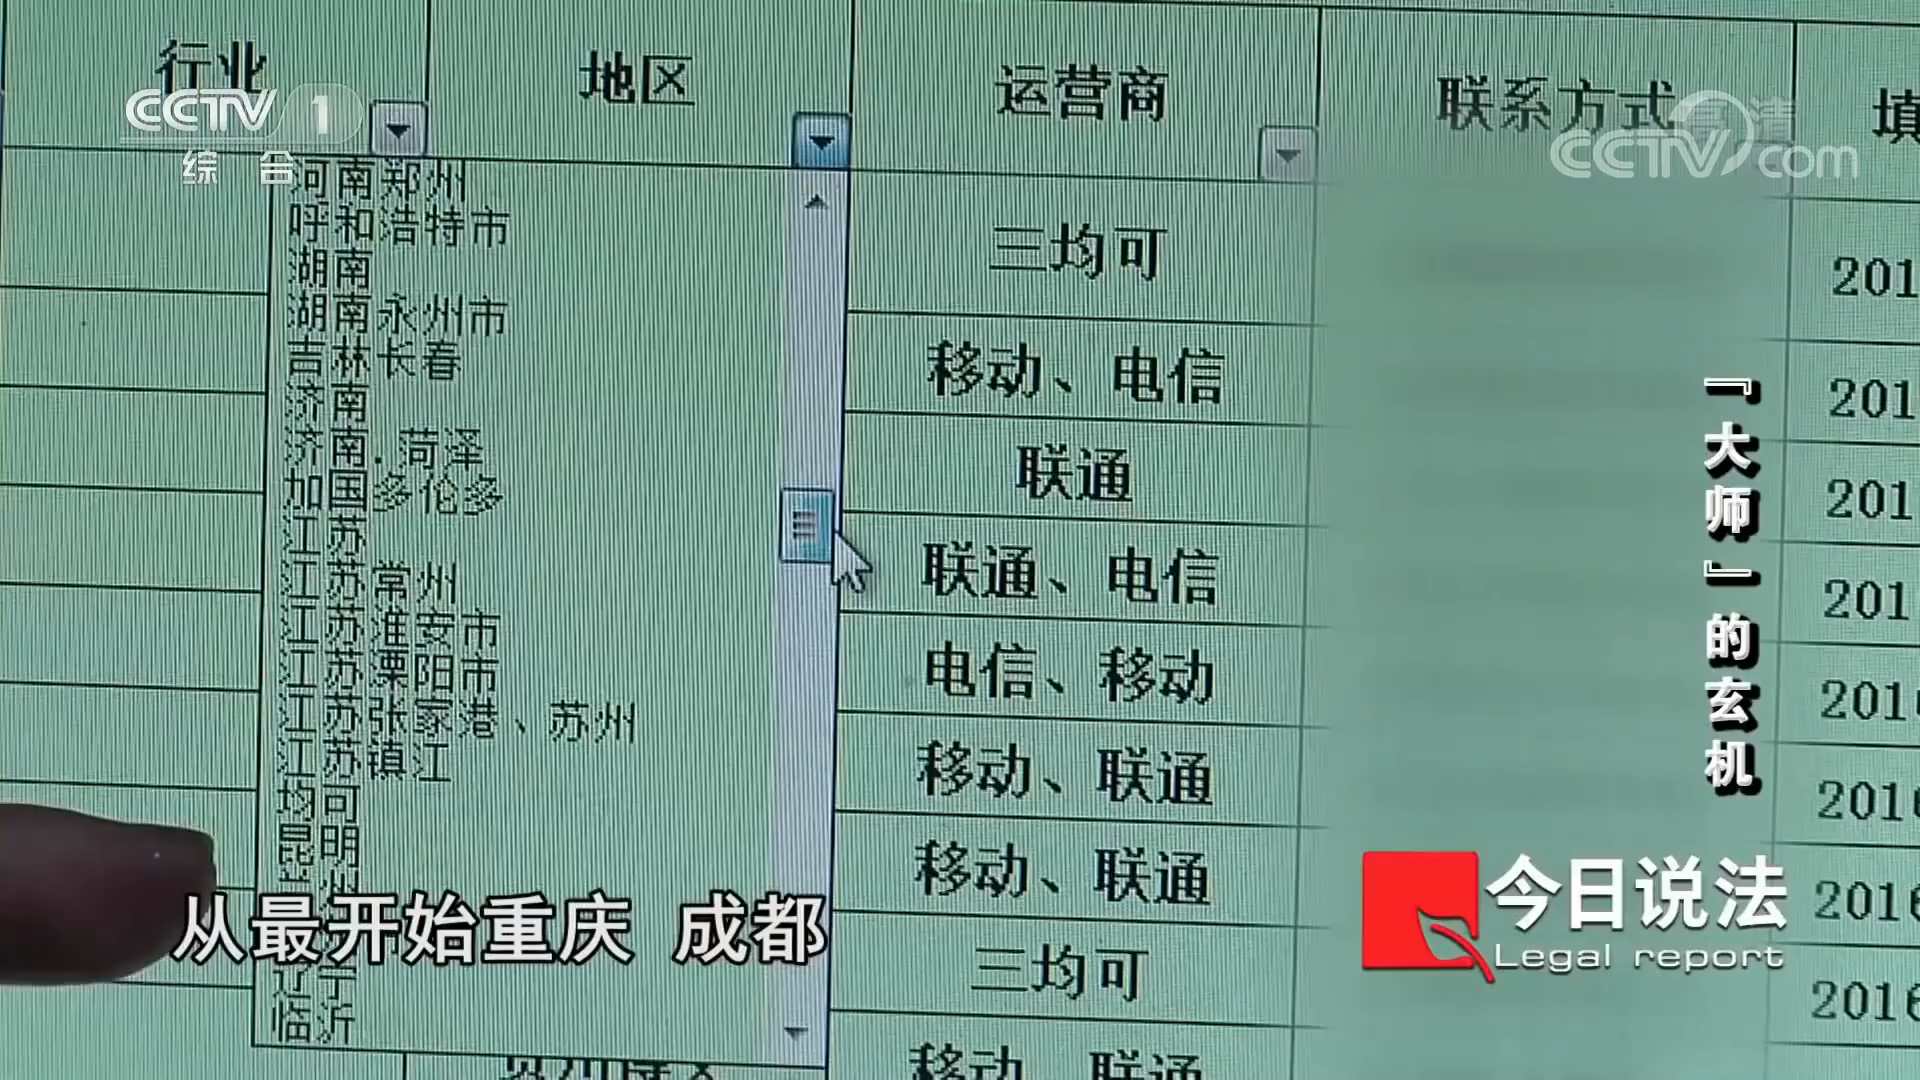 行业
地区
运营商
联系方式
填
CCTV 1
综 合
高清
CCTV com
河南郑州
呼和浩特市
湖南
湖南永州市
吉林长春
济南
济南.菏泽
加国多伦多
江苏
江苏常州
江苏淮安市
江苏溧阳市
江苏张家港、苏州
江苏镇江
均可
昆明
辽宁
临沂
三均可
移动、电信
联通
联通、电信
电信、移动
移动、联通
移动、联通
三均可
移动、联通
201
201
201
201
201
201
2016
2016
『大师』的玄机
今日说法
Legal report
从最开始重庆 成都